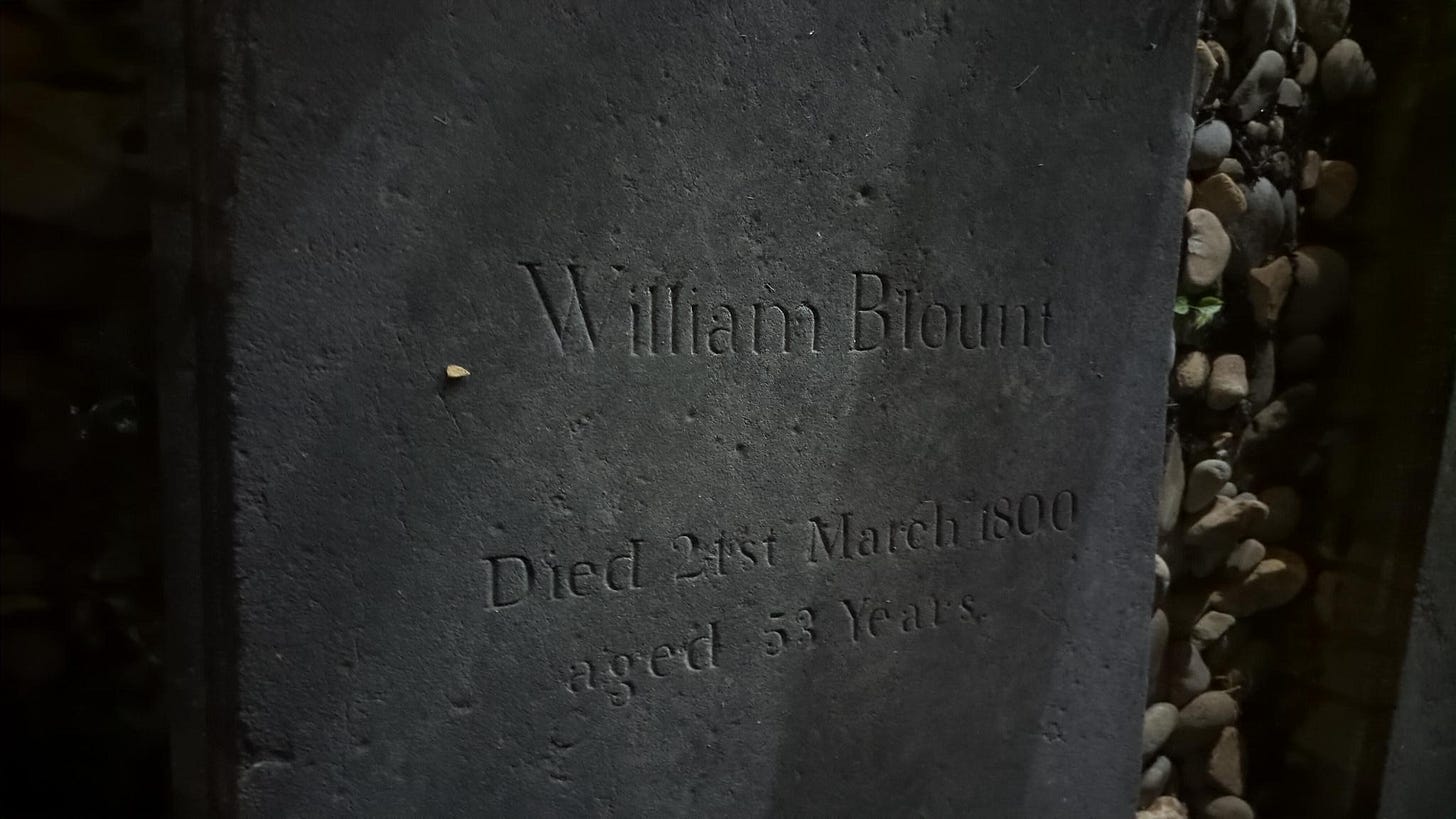 William Blount
Died 21st March 1800
aged 53 Years.